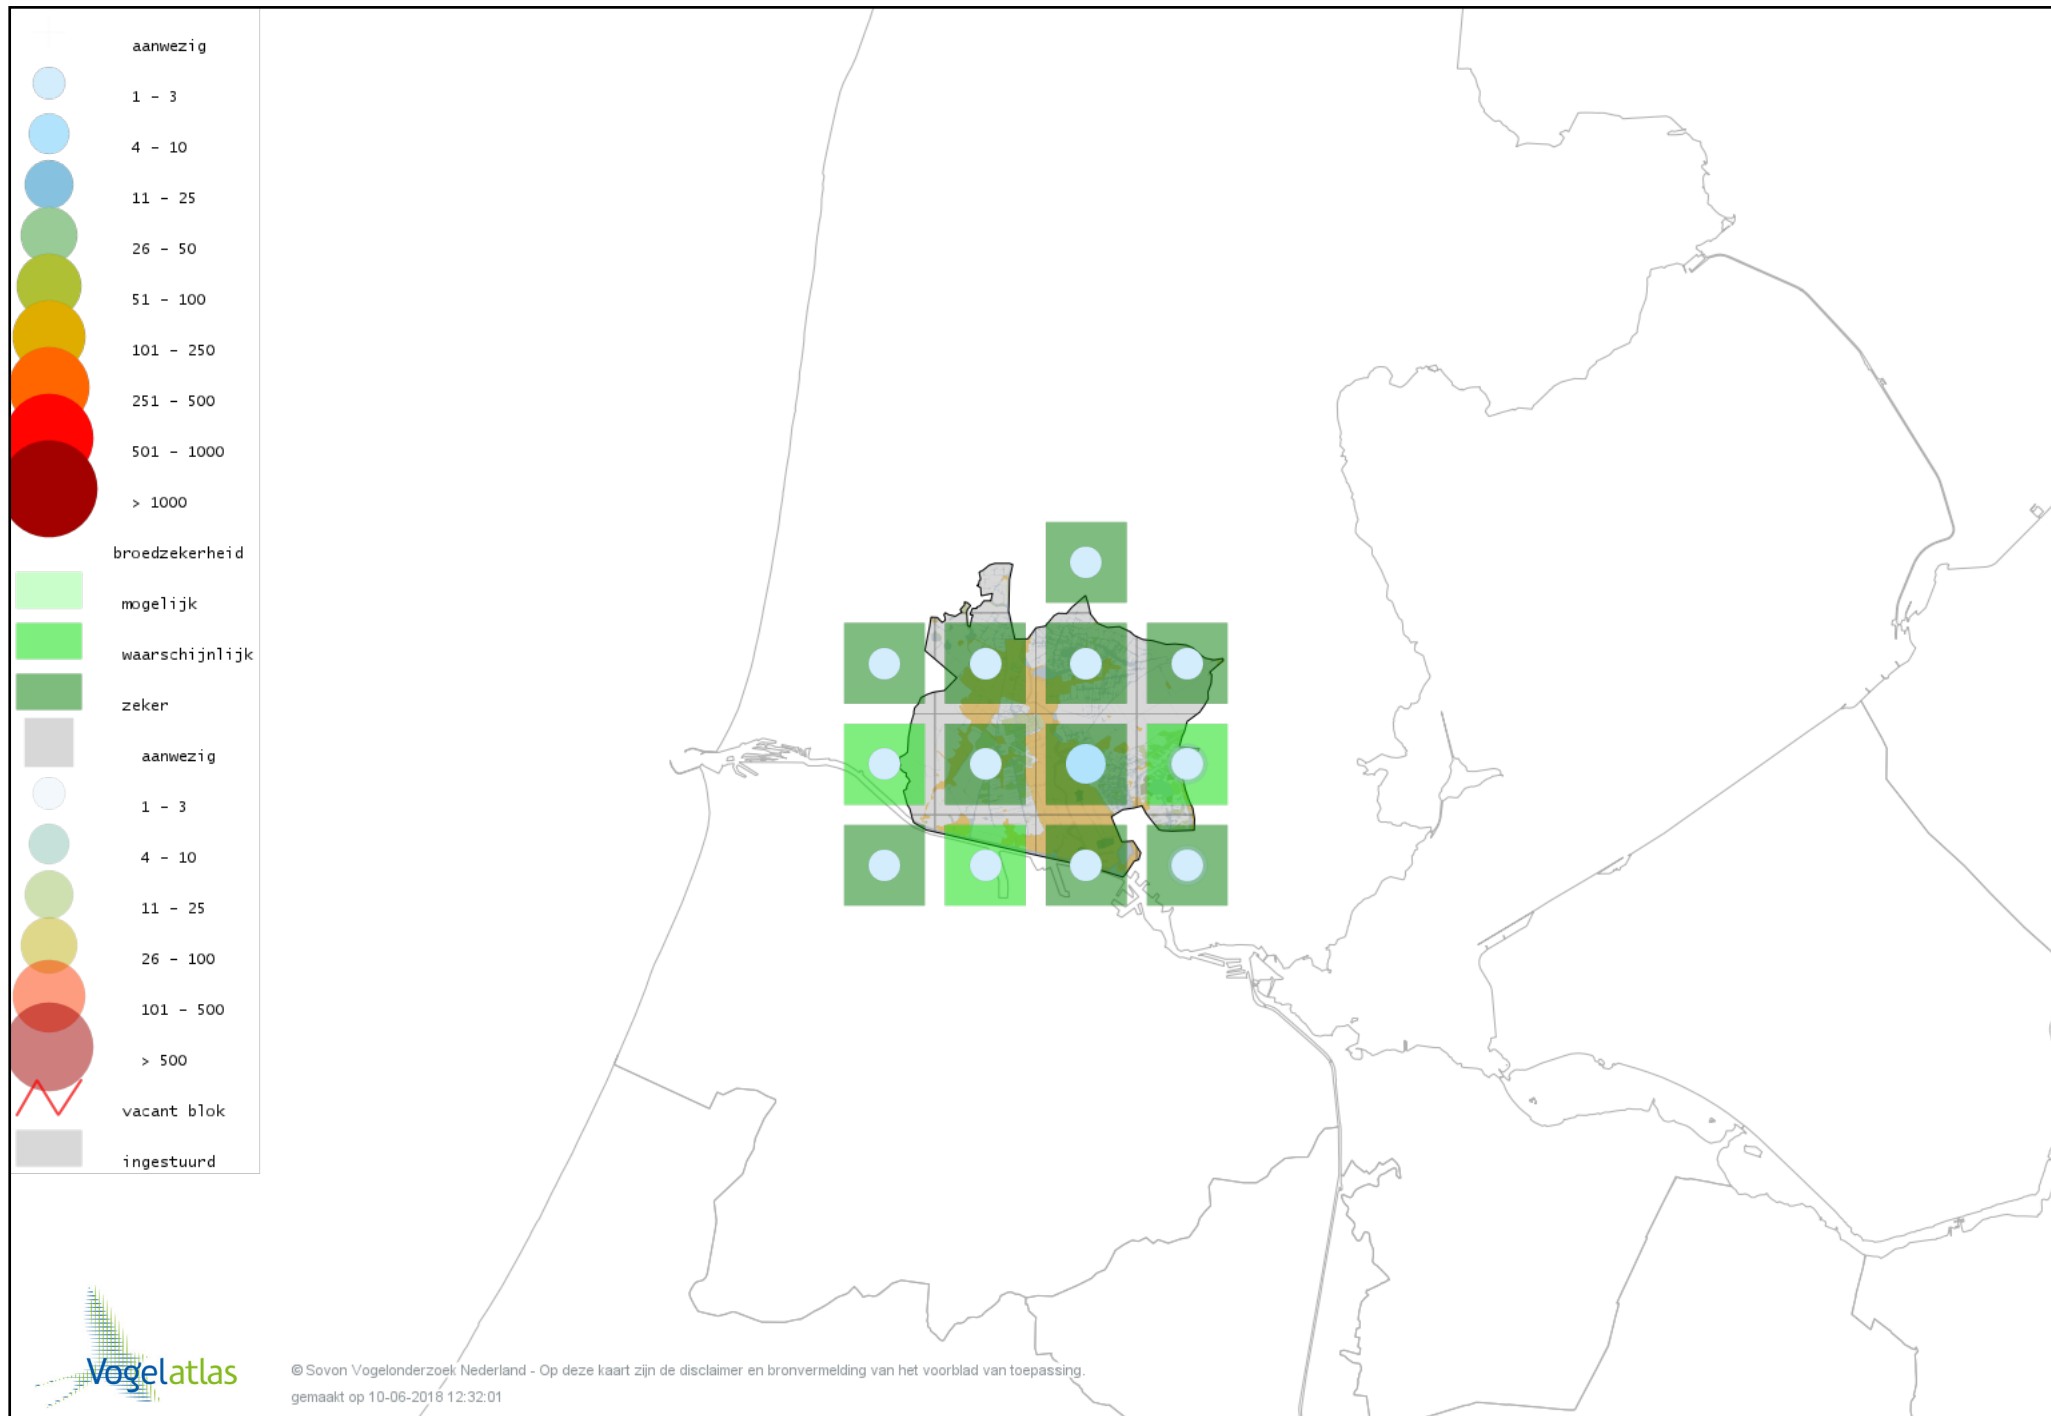 aanwezig
1 - 3
4 - 10
11 - 25
26 - 50
51 - 100
101 - 250
251 - 500
501 - 1000
> 1000
broedzekerheid
mogelijk
waarschijnlijk
zeker
aanwezig
1 - 3
4 - 10
11 - 25
26 - 100
101 - 500
> 500
vacant blok
ingestuurd
Vogelatlas
© Sovon Vogelonderzoek Nederland - Op deze kaart zijn de disclaimer en bronvermelding van het voorblad van toepassing.
gemaakt op 10-06-2018 12:32:01